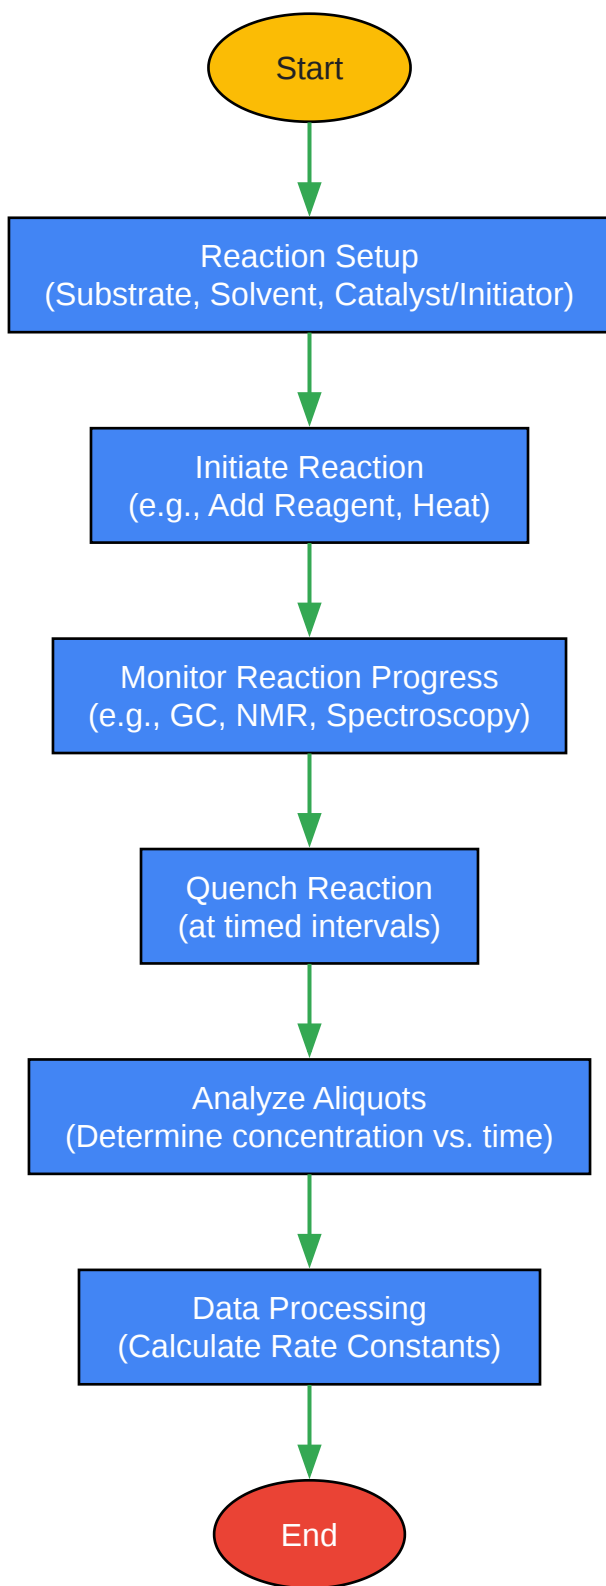 Start
Reaction Setup
(Substrate, Solvent, Catalyst/Initiator)
Initiate Reaction
(e.g., Add Reagent, Heat)
Monitor Reaction Progress
(e.g., GC, NMR, Spectroscopy)
Quench Reaction
(at timed intervals)
Analyze Aliquots
(Determine concentration vs. time)
Data Processing
(Calculate Rate Constants)
End